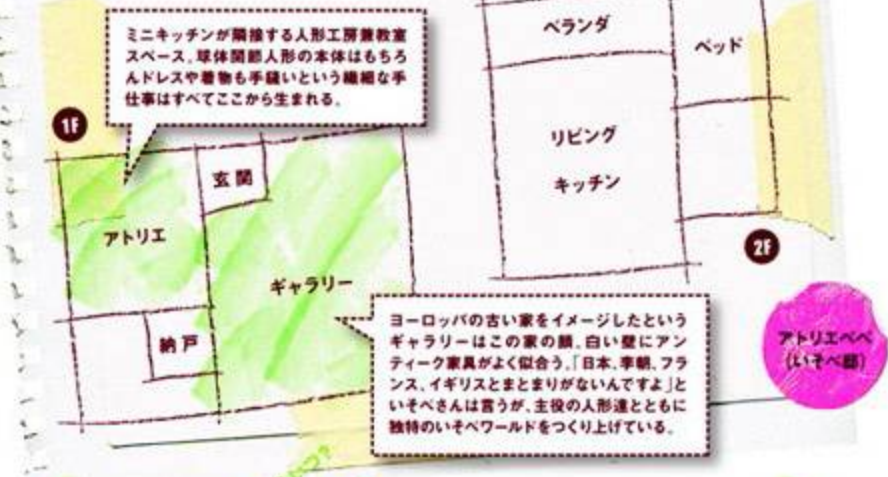 ミニキッチンが隣接する人形工房兼教室
スペース。球体関節人形の本体はもちろ
んドレスや着物も手縫いという繊細な手
仕事はすべてここから生まれる。
1F
玄関
アトリエ
ギャラリー
納戸
ベランダ
ベッド
リビング
キッチン
2F
ヨーロッパの古い家をイメージしたという
ギャラリーはこの家の顔。白い壁にアン
ティーク家具がよく似合う。「日本、李朝、フラ
ンス、イギリスとまとまりがないんですよ」と
いそべさんは言うが、主役の人形達とともに
独特のいそべワールドをつくり上げている。
アトリエベベ
(いそべ邸)